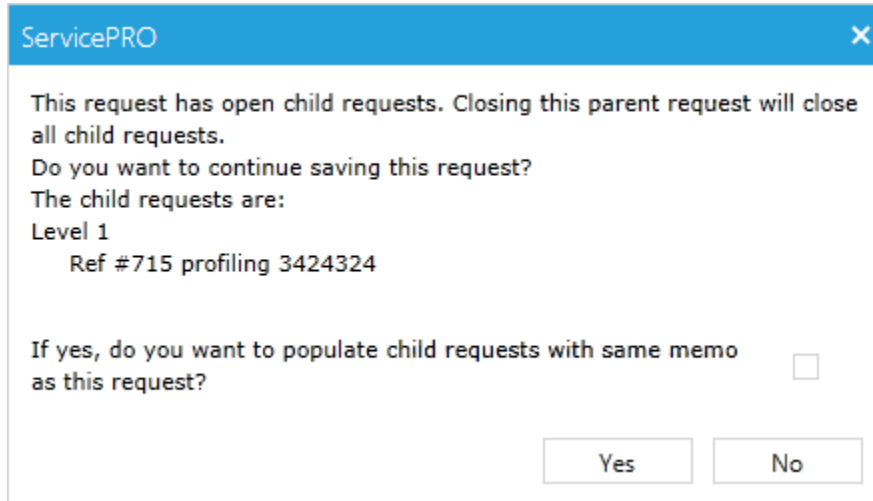 ServicePRO
This request has open child requests. Closing this parent request will close
all child requests.
Do you want to continue saving this request?
The child requests are:
Level 1
Ref #715 profiling 3424324
If yes, do you want to populate child requests with same memo
as this request?
Yes
No